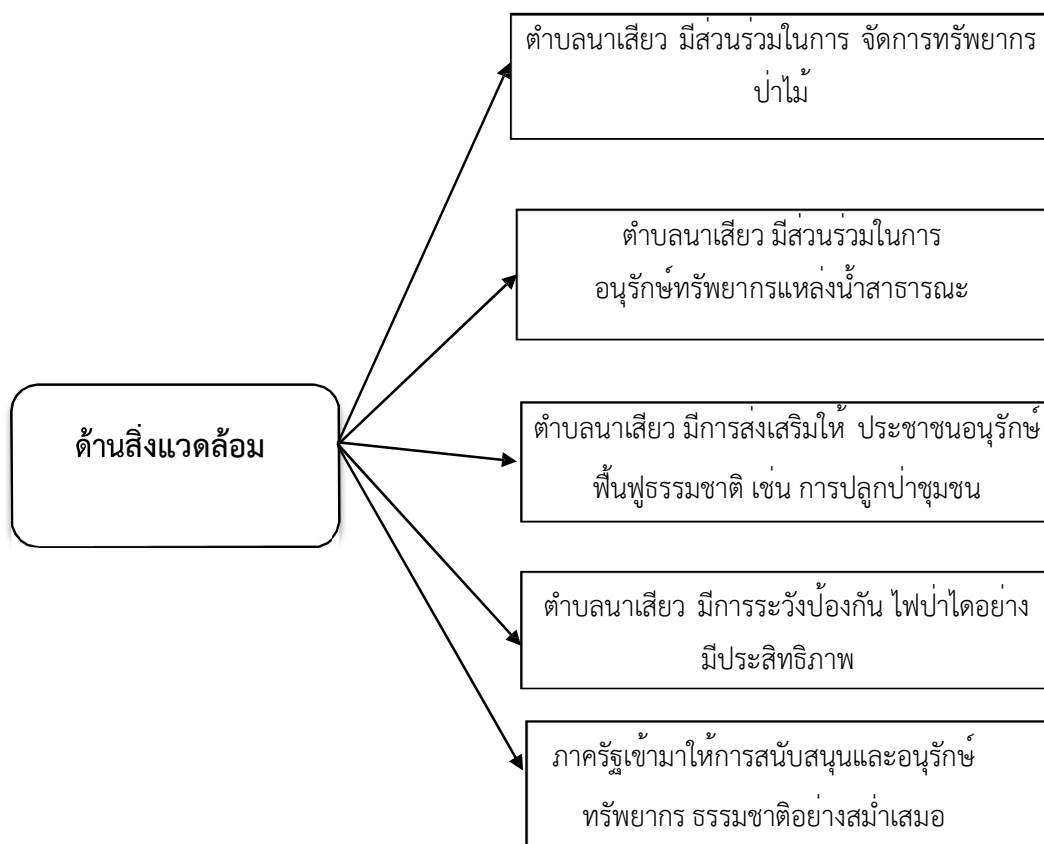 ตำบลนาเสียว มีส่วนร่วมในการ จัดการทรัพยากร
ป่าไม้
ตำบลนาเสียว มีส่วนร่วมในการ
อนุรักษ์ทรัพยากรแหล่งน้ำสาธารณะ
ด้านสิ่งแวดล้อม
ตำบลนาเสียว มีการส่งเสริมให้ ประชาชนอนุรักษ์
ฟื้นฟูธรรมชาติ เช่น การปลูกป่าชุมชน
ตำบลนาเสียว มีการระวังป้องกัน ไฟป่าไดอย่าง
มีประสิทธิภาพ
ภาครัฐเข้ามาให้การสนับสนุนและอนุรักษ์
ทรัพยากร ธรรมชาติอย่างสม่ำเสมอ